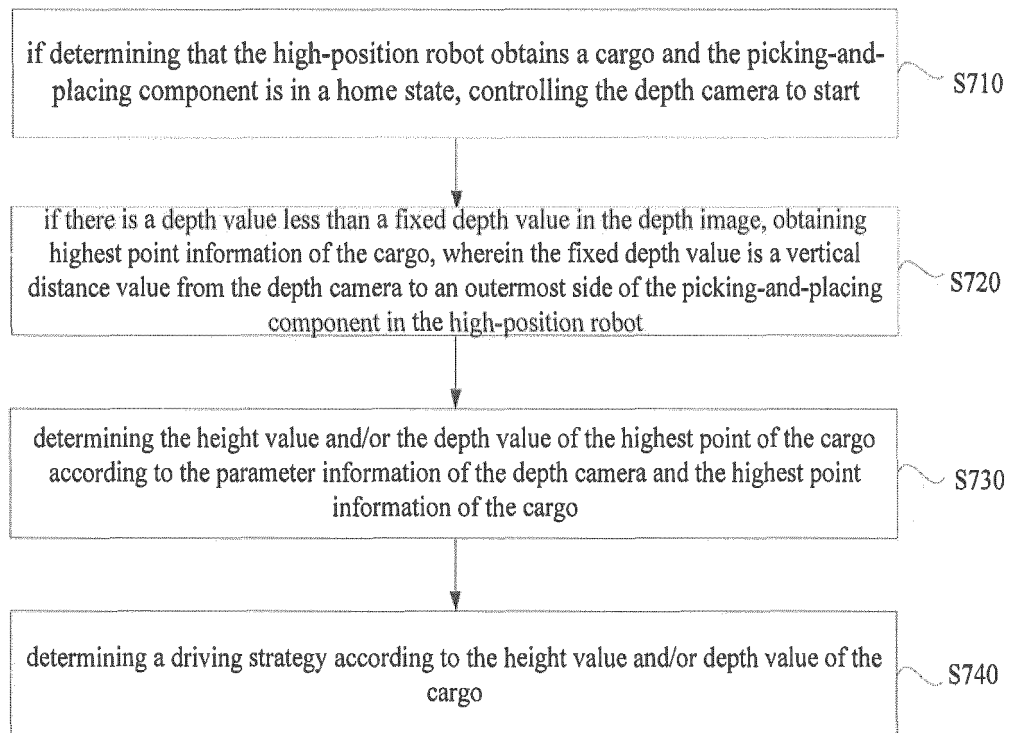 if determining that the high-position robot obtains a cargo and the picking-and-
placing component is in a home state, controlling the depth camera to start
S710
if there is a depth value less than a fixed depth value in the depth image, obtaining
highest point information of the cargo, wherein the fixed depth value is a vertical
distance value from the depth camera to an outermost side of the picking-and-placing
component in the high-position robot
S720
determining the height value and/or the depth value of the highest point of the cargo
according to the parameter information of the depth camera and the highest point
information of the cargo
S730
determining a driving strategy according to the height value and/or depth value of the
cargo
S740